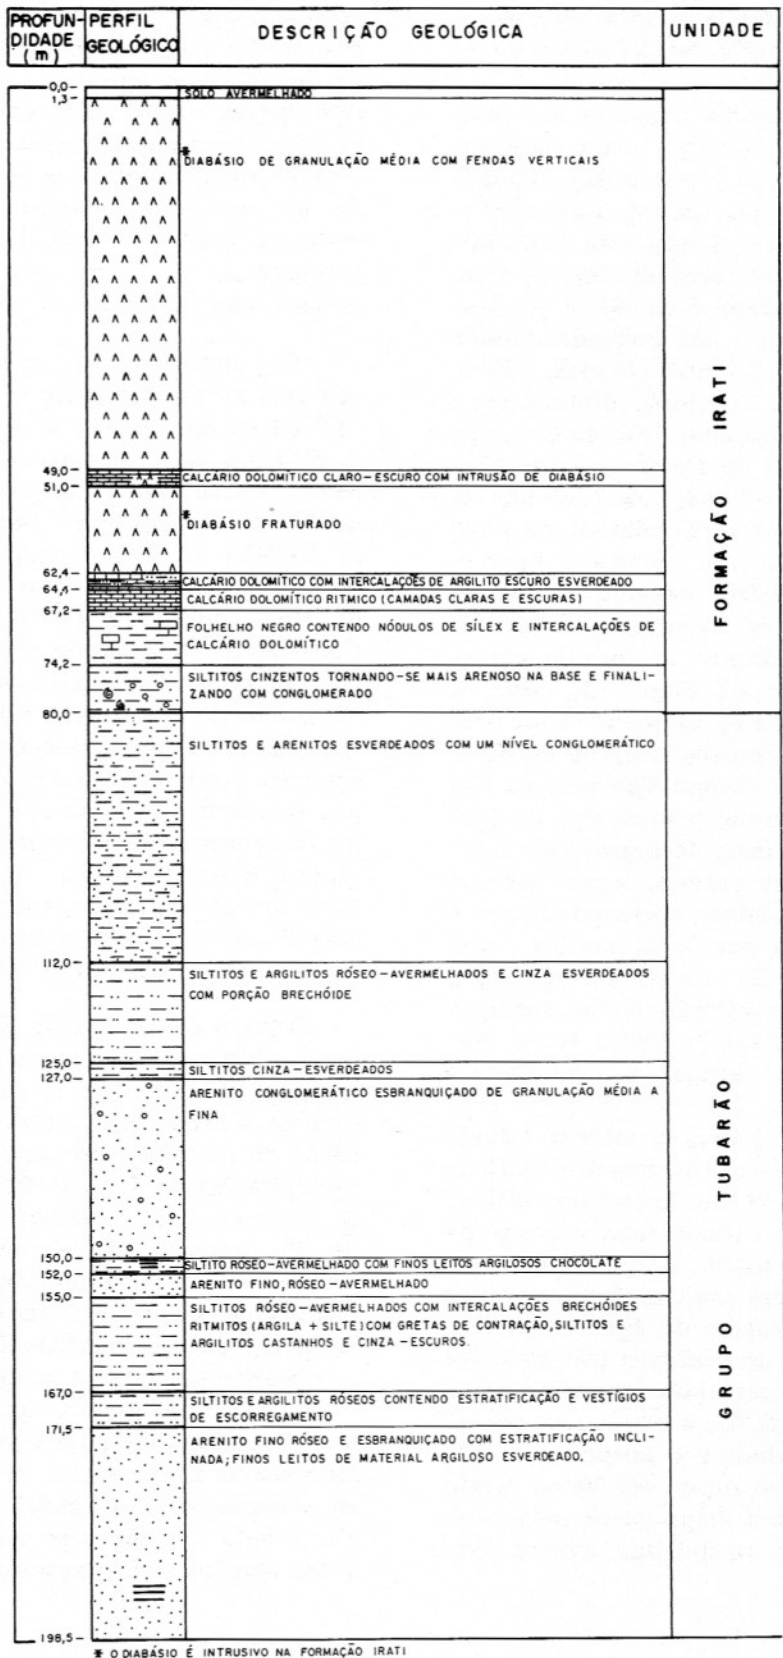 PROFUN-
DIDADE
(m)
PERFIL
GEOLÓGICO
DESCRIÇÃO GEOLÓGICA
UNIDADE
0,0
SOLO AVERMELHADO
1,3
* DIABÁSIO DE GRANULAÇÃO MÉDIA COM FENDAS VERTICAIS
49,0
CALCÁRIO DOLOMÍTICO CLARO-ESCURO COM INTRUSÃO DE DIABÁSIO
51,0
* DIABÁSIO FRATURADO
62,4
CALCÁRIO DOLOMÍTICO COM INTERCALAÇÕES DE ARGILITO ESCURO ESVERDEADO
64,4
CALCÁRIO DOLOMÍTICO RITMICO (CAMADAS CLARAS E ESCURAS)
67,2
FOLHELHO NEGRO CONTENDO NÓDULOS DE SÍLEX E INTERCALAÇÕES DE
CALCÁRIO DOLOMÍTICO
74,2
SILTITOS CINZENTOS TORNANDO-SE MAIS ARENOSO NA BASE E FINALI-
ZANDO COM CONGLOMERADO
FORMAÇÃO IRATI
80,0
SILTITOS E ARENITOS ESVERDEADOS COM UM NÍVEL CONGLOMERÁTICO
112,0
SILTITOS E ARGILITOS RÓSEO-AVERMELHADOS E CINZA ESVERDEADOS
COM PORÇÃO BRECHÓIDE
125,0
SILTITOS CINZA-ESVERDEADOS
127,0
ARENITO CONGLOMERÁTICO ESBRANQUIÇADO DE GRANULAÇÃO MÉDIA A
FINA
150,0
SILTITO RÓSEO-AVERMELHADO COM FINOS LEITOS ARGILOSOS CHOCOLATE
152,0
ARENITO FINO, RÓSEO-AVERMELHADO
155,0
SILTITOS RÓSEO-AVERMELHADOS COM INTERCALAÇÕES BRECHÓIDES
RITMITOS (ARGILA + SILTE) COM GRETAS DE CONTRAÇÃO, SILTITOS E
ARGILITOS CASTANHOS E CINZA-ESCUROS.
167,0
SILTITOS E ARGILITOS RÓSEOS CONTENDO ESTRATIFICAÇÃO E VESTÍGIOS
DE ESCORREGAMENTO
171,5
ARENITO FINO RÓSEO E ESBRANQUIÇADO COM ESTRATIFICAÇÃO INCLI-
NADA; FINOS LEITOS DE MATERIAL ARGILOSO ESVERDEADO.
198,5
GRUPO TUBARÃO
* O DIABÁSIO É INTRUSIVO NA FORMAÇÃO IRATI